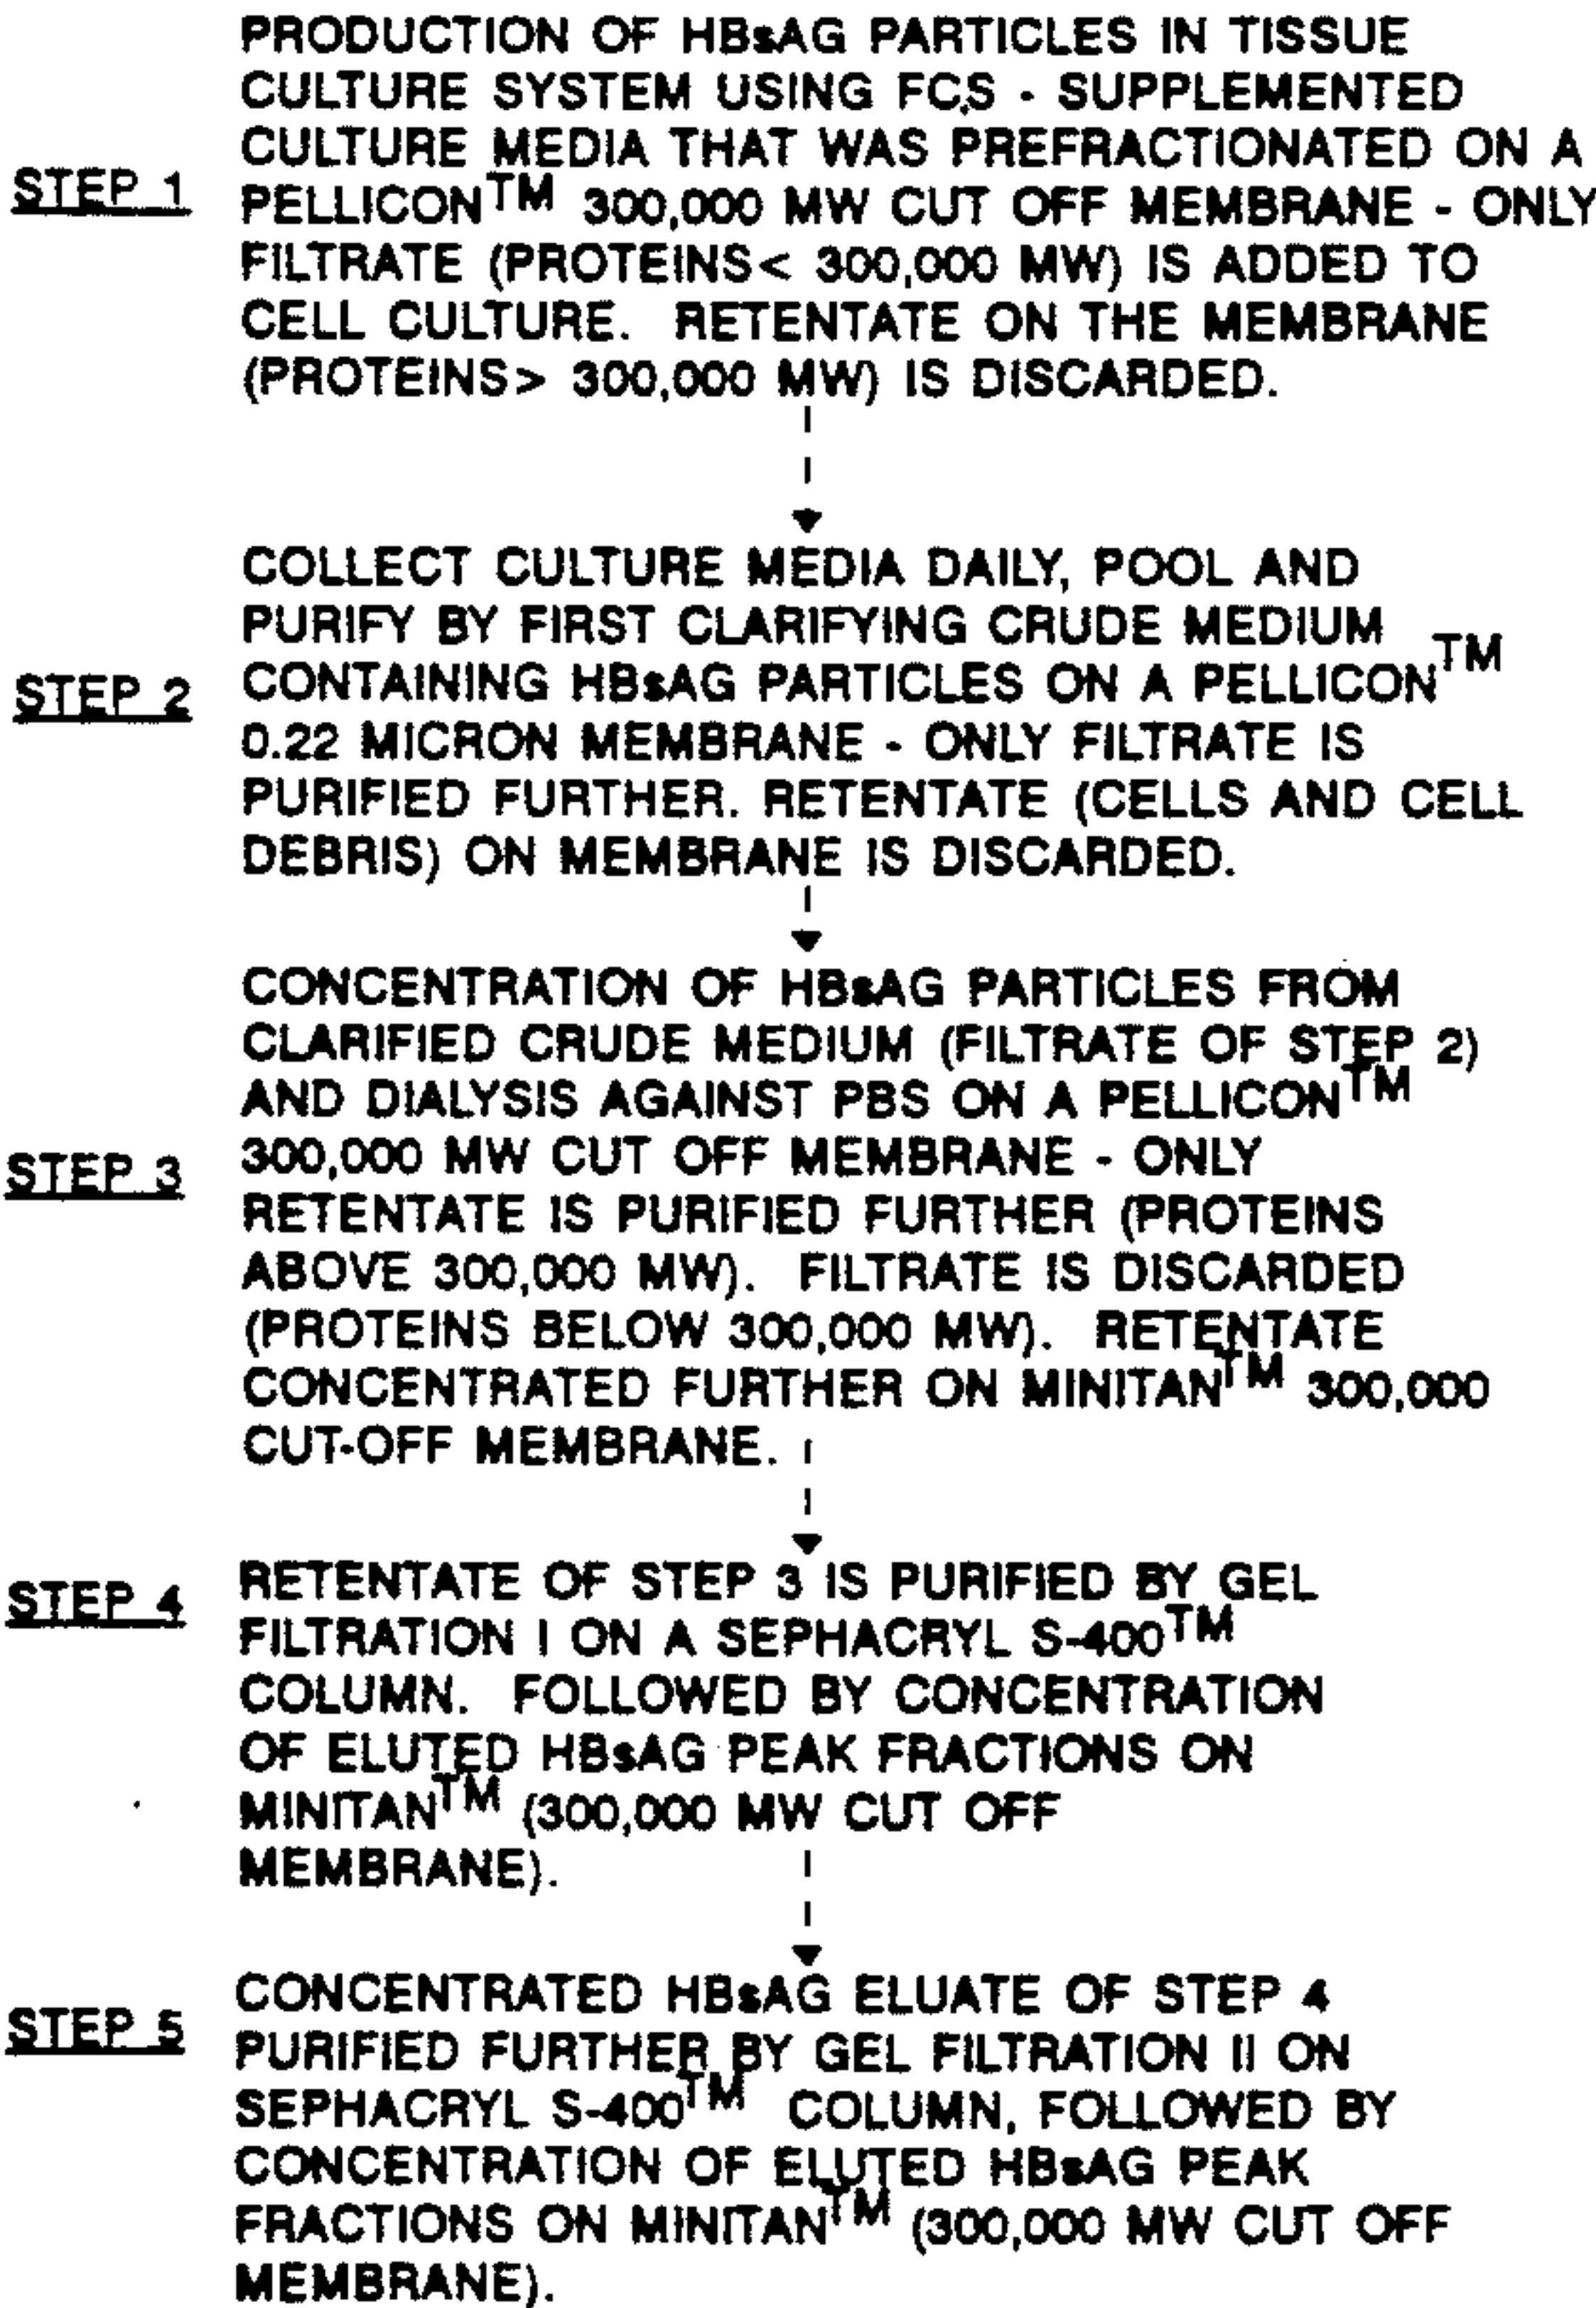 PRODUCTION OF HBsAG PARTICLES IN TISSUE
CULTURE SYSTEM USING FCS - SUPPLEMENTED
CULTURE MEDIA THAT WAS PREFRACTIONATED ON A
STEP 1 PELLICON™ 300,000 MW CUT OFF MEMBRANE - ONLY
FILTRATE (PROTEINS< 300,000 MW) IS ADDED TO
CELL CULTURE. RETENTATE ON THE MEMBRANE
(PROTEINS> 300,000 MW) IS DISCARDED.
COLLECT CULTURE MEDIA DAILY, POOL AND
PURIFY BY FIRST CLARIFYING CRUDE MEDIUM
STEP 2 CONTAINING HBsAG PARTICLES ON A PELLICON™
0.22 MICRON MEMBRANE - ONLY FILTRATE IS
PURIFIED FURTHER. RETENTATE (CELLS AND CELL
DEBRIS) ON MEMBRANE IS DISCARDED.
CONCENTRATION OF HBsAG PARTICLES FROM
CLARIFIED CRUDE MEDIUM (FILTRATE OF STEP 2)
AND DIALYSIS AGAINST PBS ON A PELLICON™
STEP 3 300,000 MW CUT OFF MEMBRANE - ONLY
RETENTATE IS PURIFIED FURTHER (PROTEINS
ABOVE 300,000 MW). FILTRATE IS DISCARDED
(PROTEINS BELOW 300,000 MW). RETENTATE
CONCENTRATED FURTHER ON MINITAN™ 300,000
CUT-OFF MEMBRANE.
STEP 4 RETENTATE OF STEP 3 IS PURIFIED BY GEL
FILTRATION I ON A SEPHACRYL S-400™
COLUMN. FOLLOWED BY CONCENTRATION
OF ELUTED HBsAG PEAK FRACTIONS ON
MINITAN™ (300,000 MW CUT OFF
MEMBRANE).
CONCENTRATED HBsAG ELUATE OF STEP 4
STEP 5 PURIFIED FURTHER BY GEL FILTRATION II ON
SEPHACRYL S-400™ COLUMN, FOLLOWED BY
CONCENTRATION OF ELUTED HBsAG PEAK
FRACTIONS ON MINITAN™ (300,000 MW CUT OFF
MEMBRANE).